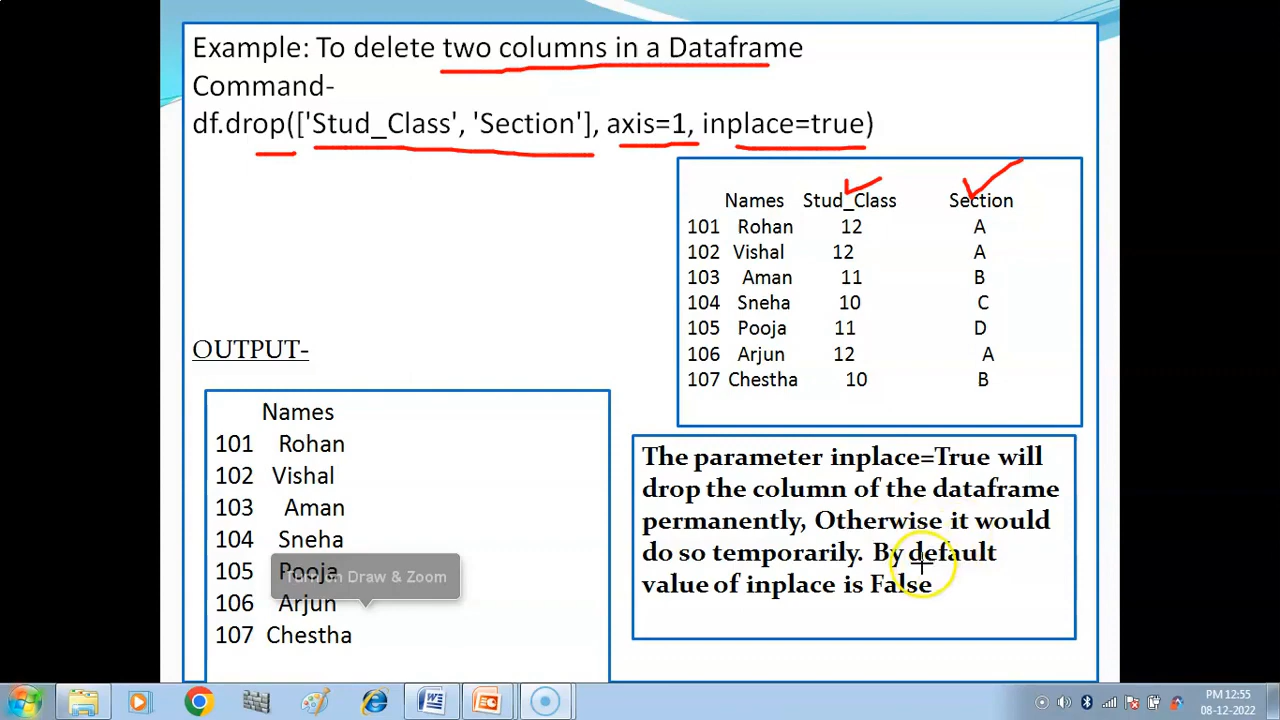 Example: To delete two columns in a Dataframe
Command-
df.drop(['Stud_Class', 'Section'], axis=1, inplace=true)
Names Stud_Class Section
101 Rohan 12 A
102 Vishal 12 A
103 Aman 11 B
104 Sneha 10 C
105 Pooja 11 D
106 Arjun 12 A
107 Chestha 10 B
OUTPUT-
Names
101 Rohan
102 Vishal
103 Aman
104 Sneha
105 Pooja
106 Arjun
107 Chestha
Turn on Draw & Zoom
The parameter inplace=True will
drop the column of the dataframe
permanently, Otherwise it would
do so temporarily. By default
value of inplace is False
PM 12:55
08-12-2022